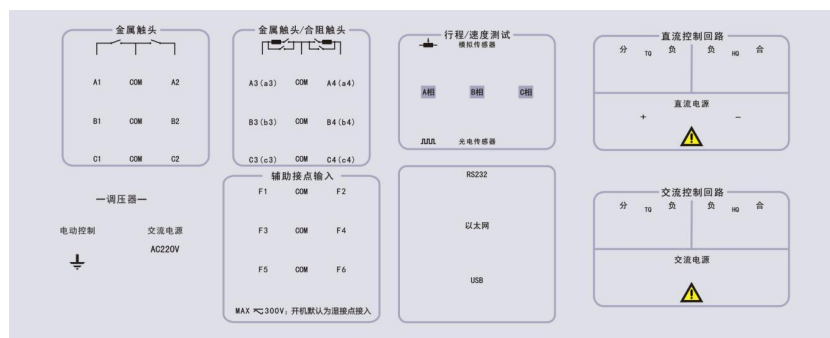 金属触头
A1 COM A2
B1 COM B2
C1 COM C2
一调压器一
电动控制 交流电源
AC220V
金属触头/合阻触头
A3(a3) COM A4(a4)
B3(b3) COM B4(b4)
C3(c3) COM C4(c4)
辅助接点输入
F1 COM F2
F3 COM F4
F5 COM F6
MAX ≂300V：开机默认为湿接点接入
行程/速度测试
模拟传感器
A相 B相 C相
光电传感器
RS232
以太网
USB
直流控制回路
分 TQ 负 负 HQ 合
直流电源
+ −
交流控制回路
分 TQ 负 负 HQ 合
交流电源